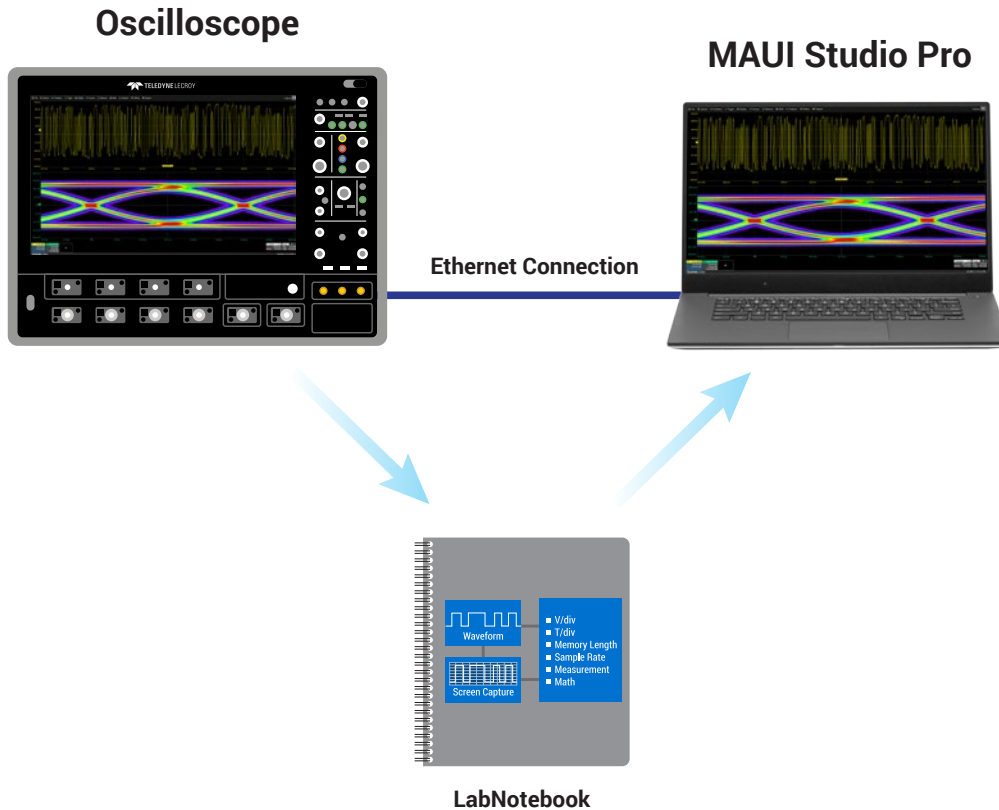 Oscilloscope
MAUI Studio Pro
TELEDYNE LECROY
Ethernet Connection
Waveform
Screen Capture
V/div
T/div
Memory Length
Sample Rate
Measurement
Math
LabNotebook